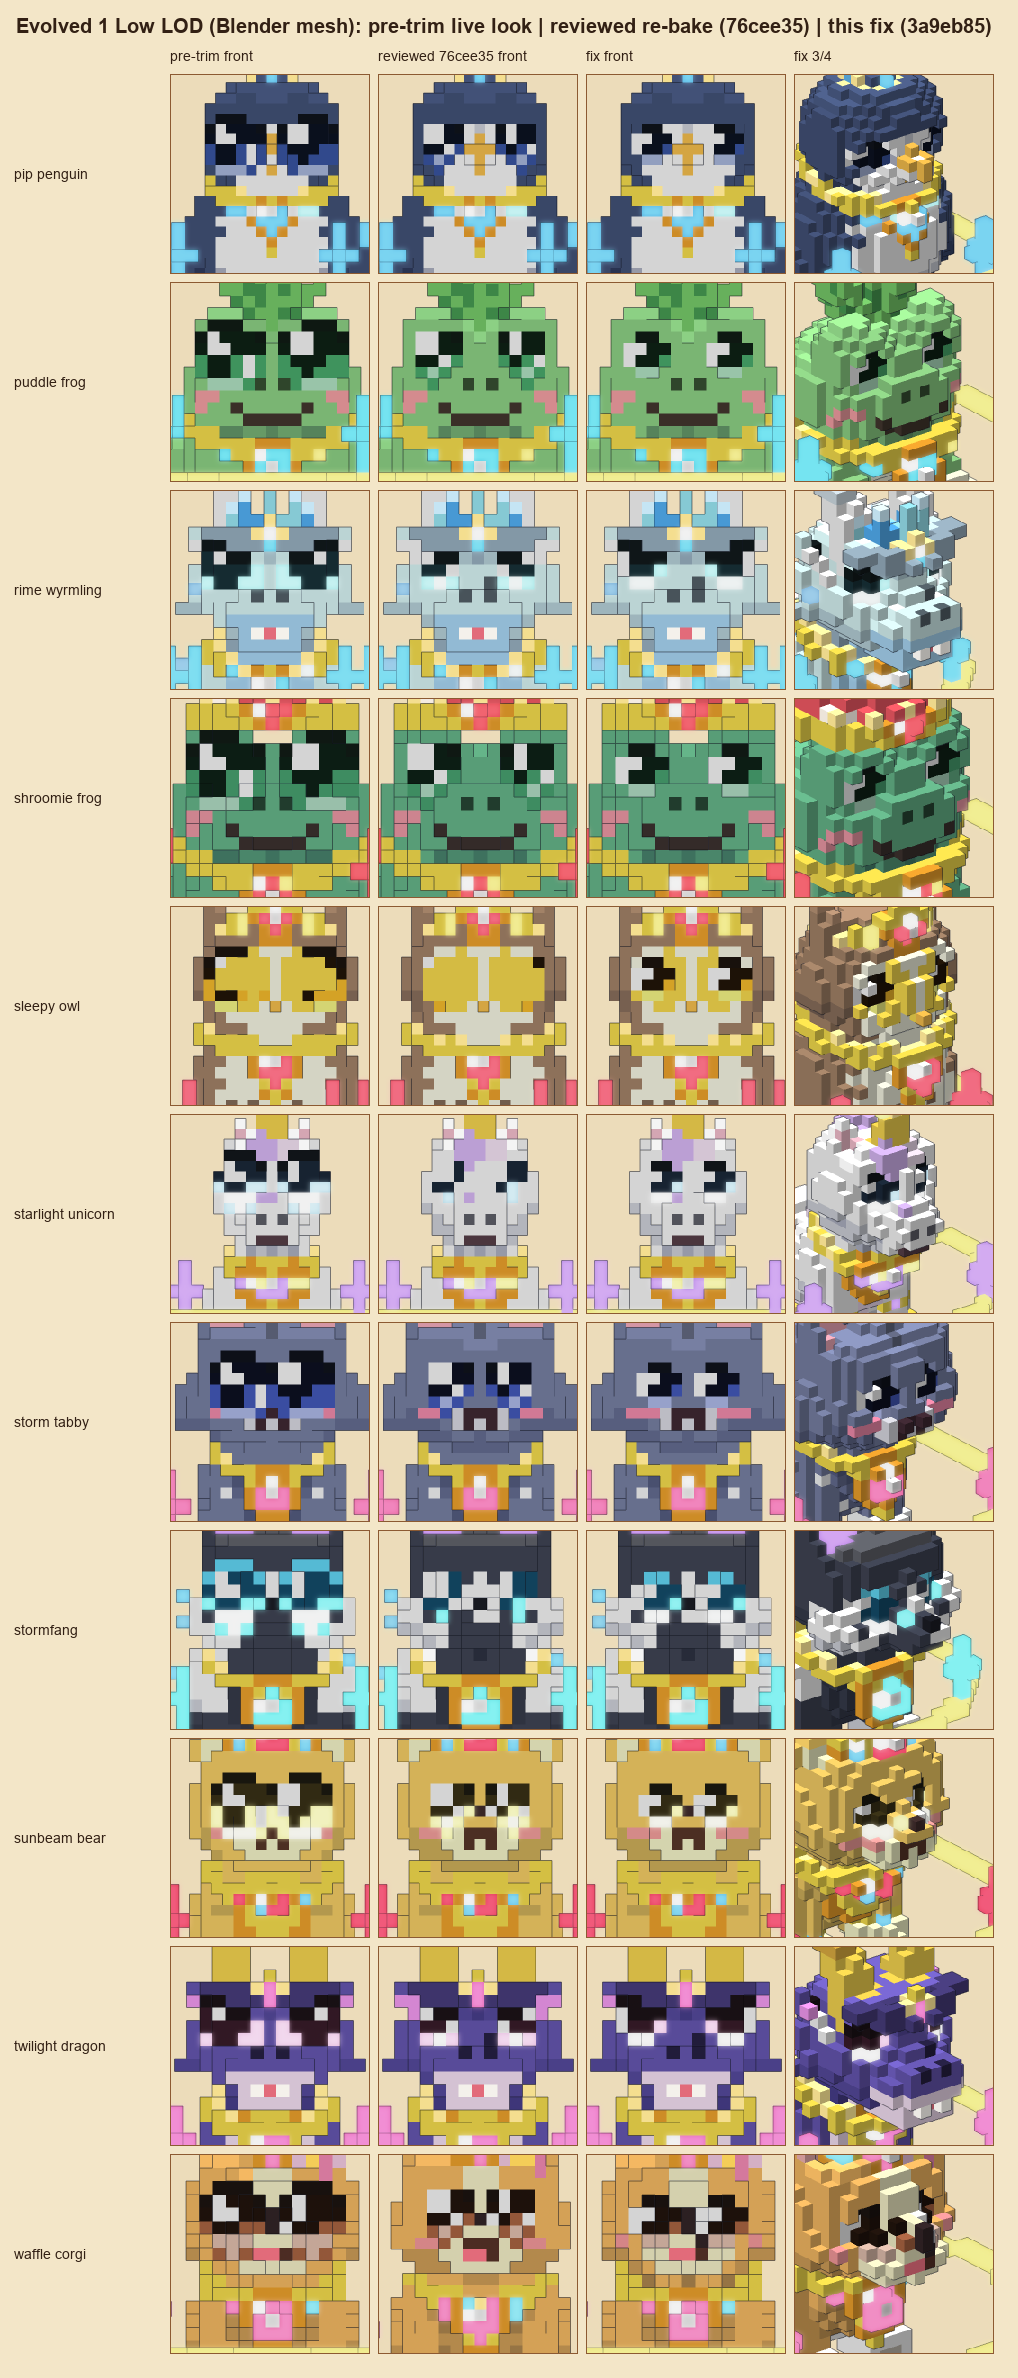 Evolved 1 Low LOD (Blender mesh): pre-trim live look | reviewed re-bake (76cee35) | this fix (3a9eb85)
pre-trim front reviewed 76cee35 front fix front fix 3/4
pip penguin
puddle frog
rime wyrmling
shroomie frog
sleepy owl
starlight unicorn
storm tabby
stormfang
sunbeam bear
twilight dragon
waffle corgi